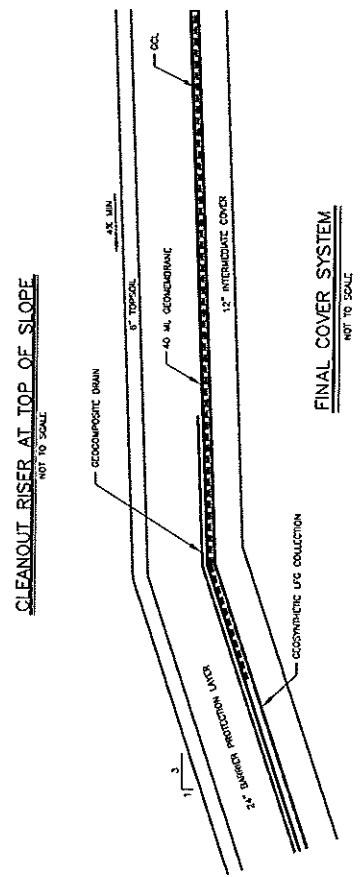 CLEANOUT RISER AT TOP OF SLOPE
NOT TO SCALE
4% MIN
6" TOPSOIL
GEOCOMPOSITE DRAIN
40 MIL GEOMEMBRANE
GCL
12" INTERMEDIATE COVER
3
1
24" BARRIER PROTECTION LAYER
GEOSYNTHETIC LFG COLLECTION
FINAL COVER SYSTEM
NOT TO SCALE